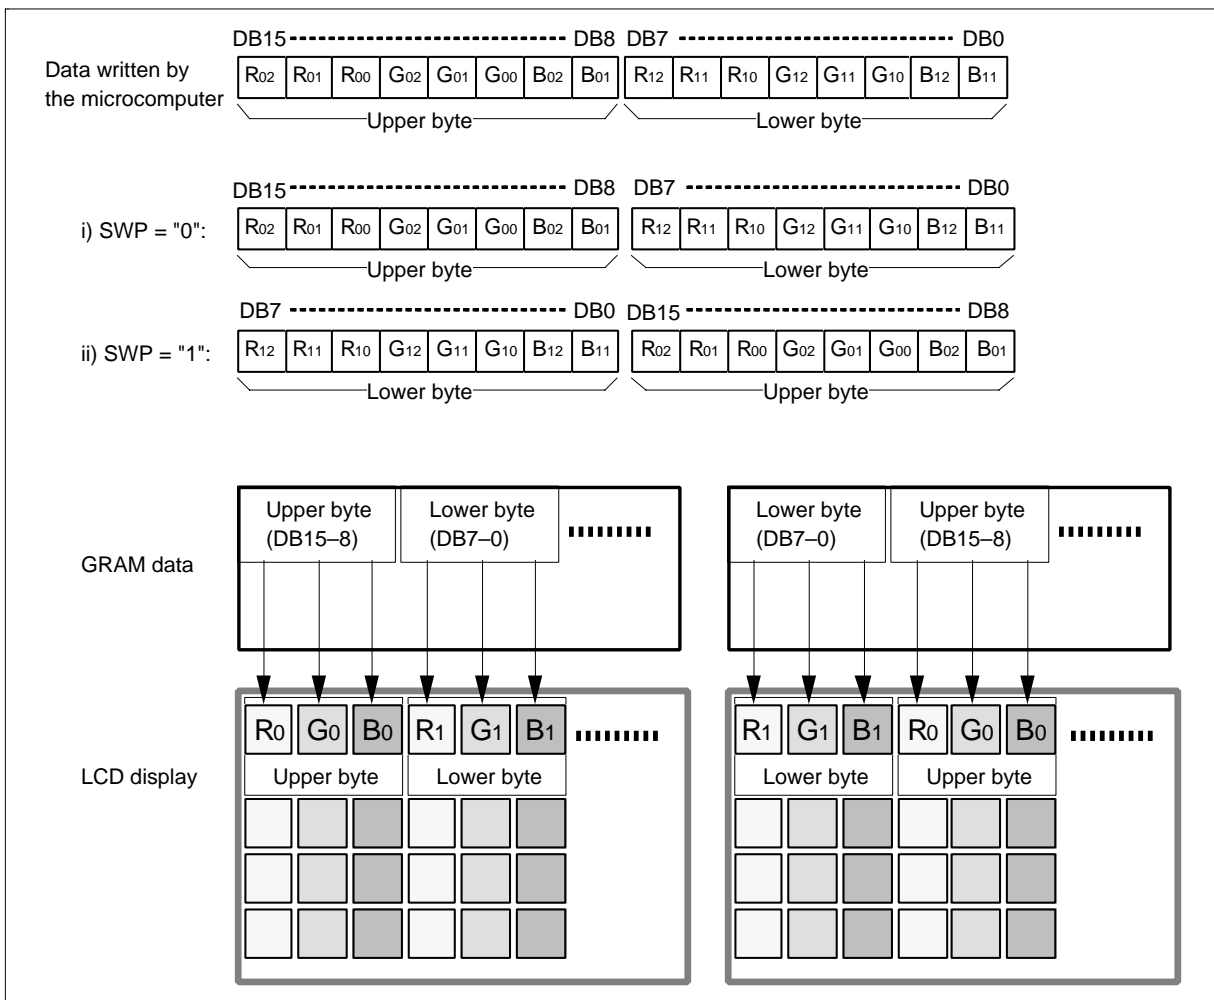 DB15 DB8 DB7 DB0
Data written by
the microcomputer
R02 R01 R00 G02 G01 G00 B02 B01 R12 R11 R10 G12 G11 G10 B12 B11
Upper byte Lower byte
DB15 DB8 DB7 DB0
i) SWP = "0": R02 R01 R00 G02 G01 G00 B02 B01 R12 R11 R10 G12 G11 G10 B12 B11
Upper byte Lower byte
DB7 DB0 DB15 DB8
ii) SWP = "1": R12 R11 R10 G12 G11 G10 B12 B11 R02 R01 R00 G02 G01 G00 B02 B01
Lower byte Upper byte
GRAM data
Upper byte
(DB15–8)
Lower byte
(DB7–0)
Lower byte
(DB7–0)
Upper byte
(DB15–8)
LCD display
R0 G0 B0 R1 G1 B1
Upper byte Lower byte
R1 G1 B1 R0 G0 B0
Lower byte Upper byte